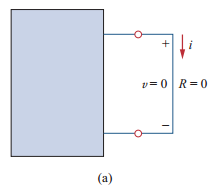 +
i
v = 0 R = 0
−
(a)